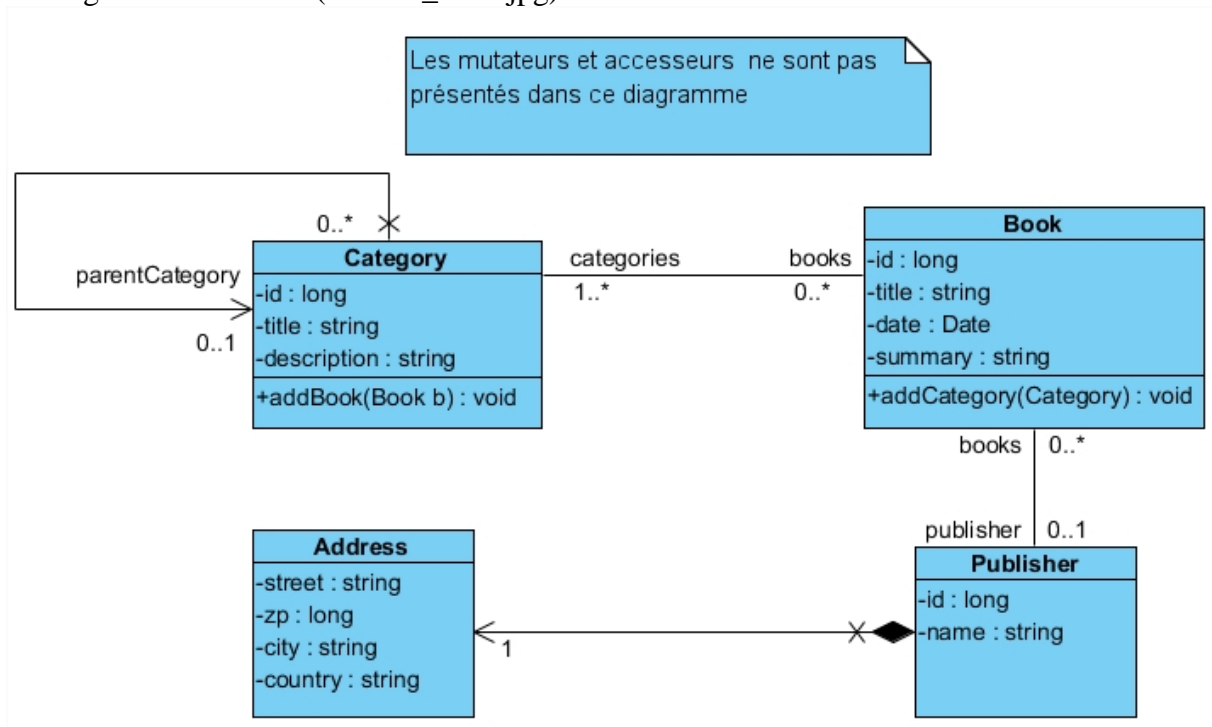 Les mutateurs et accesseurs ne sont pas
présentés dans ce diagramme
0..*
parentCategory
0..1
Category
-id : long
-title : string
-description : string
+addBook(Book b) : void
categories
1..*
books
0..*
Book
-id : long
-title : string
-date : Date
-summary : string
+addCategory(Category) : void
books
0..*
publisher
0..1
Address
-street : string
-zp : long
-city : string
-country : string
1
Publisher
-id : long
-name : string